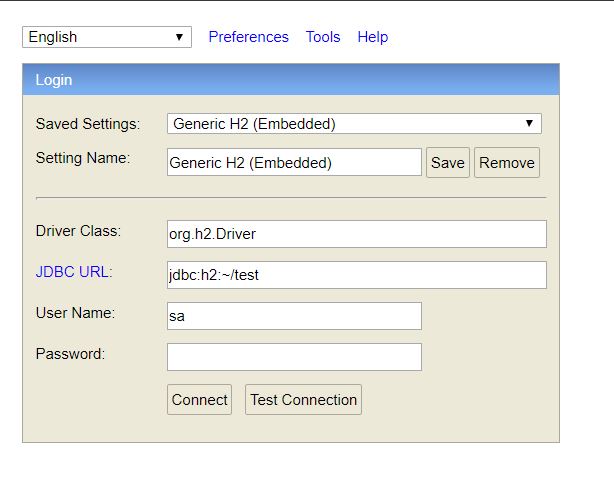 English Preferences Tools Help
Login
Saved Settings: Generic H2 (Embedded)
Setting Name: Generic H2 (Embedded) Save Remove
Driver Class: org.h2.Driver
JDBC URL: jdbc:h2:~/test
User Name: sa
Password:
Connect Test Connection